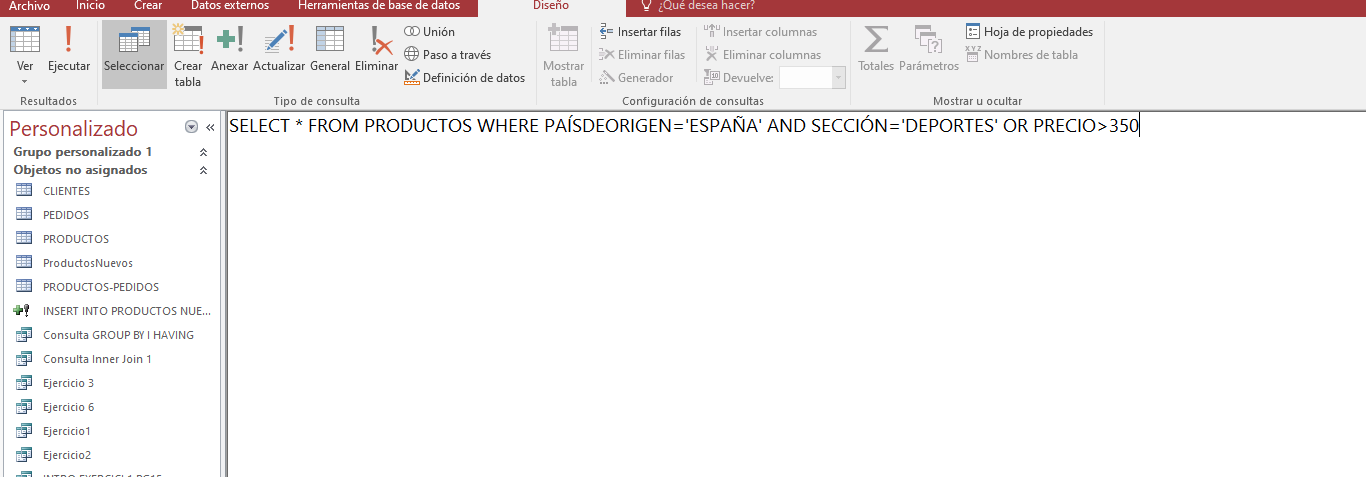 Archivo Inicio Crear Datos externos Herramientas de base de datos Diseño ¿Qué desea hacer?
Ver
Ejecutar
Resultados
Seleccionar
Crear
tabla
Anexar
Actualizar
General
Eliminar
Unión
Paso a través
Definición de datos
Tipo de consulta
Mostrar
tabla
Insertar filas
Eliminar filas
Generador
Insertar columnas
Eliminar columnas
Devuelve:
Configuración de consultas
Totales
Parámetros
Hoja de propiedades
XYZ Nombres de tabla
Mostrar u ocultar
Personalizado
Grupo personalizado 1
Objetos no asignados
CLIENTES
PEDIDOS
PRODUCTOS
ProductosNuevos
PRODUCTOS-PEDIDOS
INSERT INTO PRODUCTOS NUE...
Consulta GROUP BY I HAVING
Consulta Inner Join 1
Ejercicio 3
Ejercicio 6
Ejercicio1
Ejercicio2
SELECT * FROM PRODUCTOS WHERE PAÍSDEORIGEN='ESPAÑA' AND SECCIÓN='DEPORTES' OR PRECIO>350